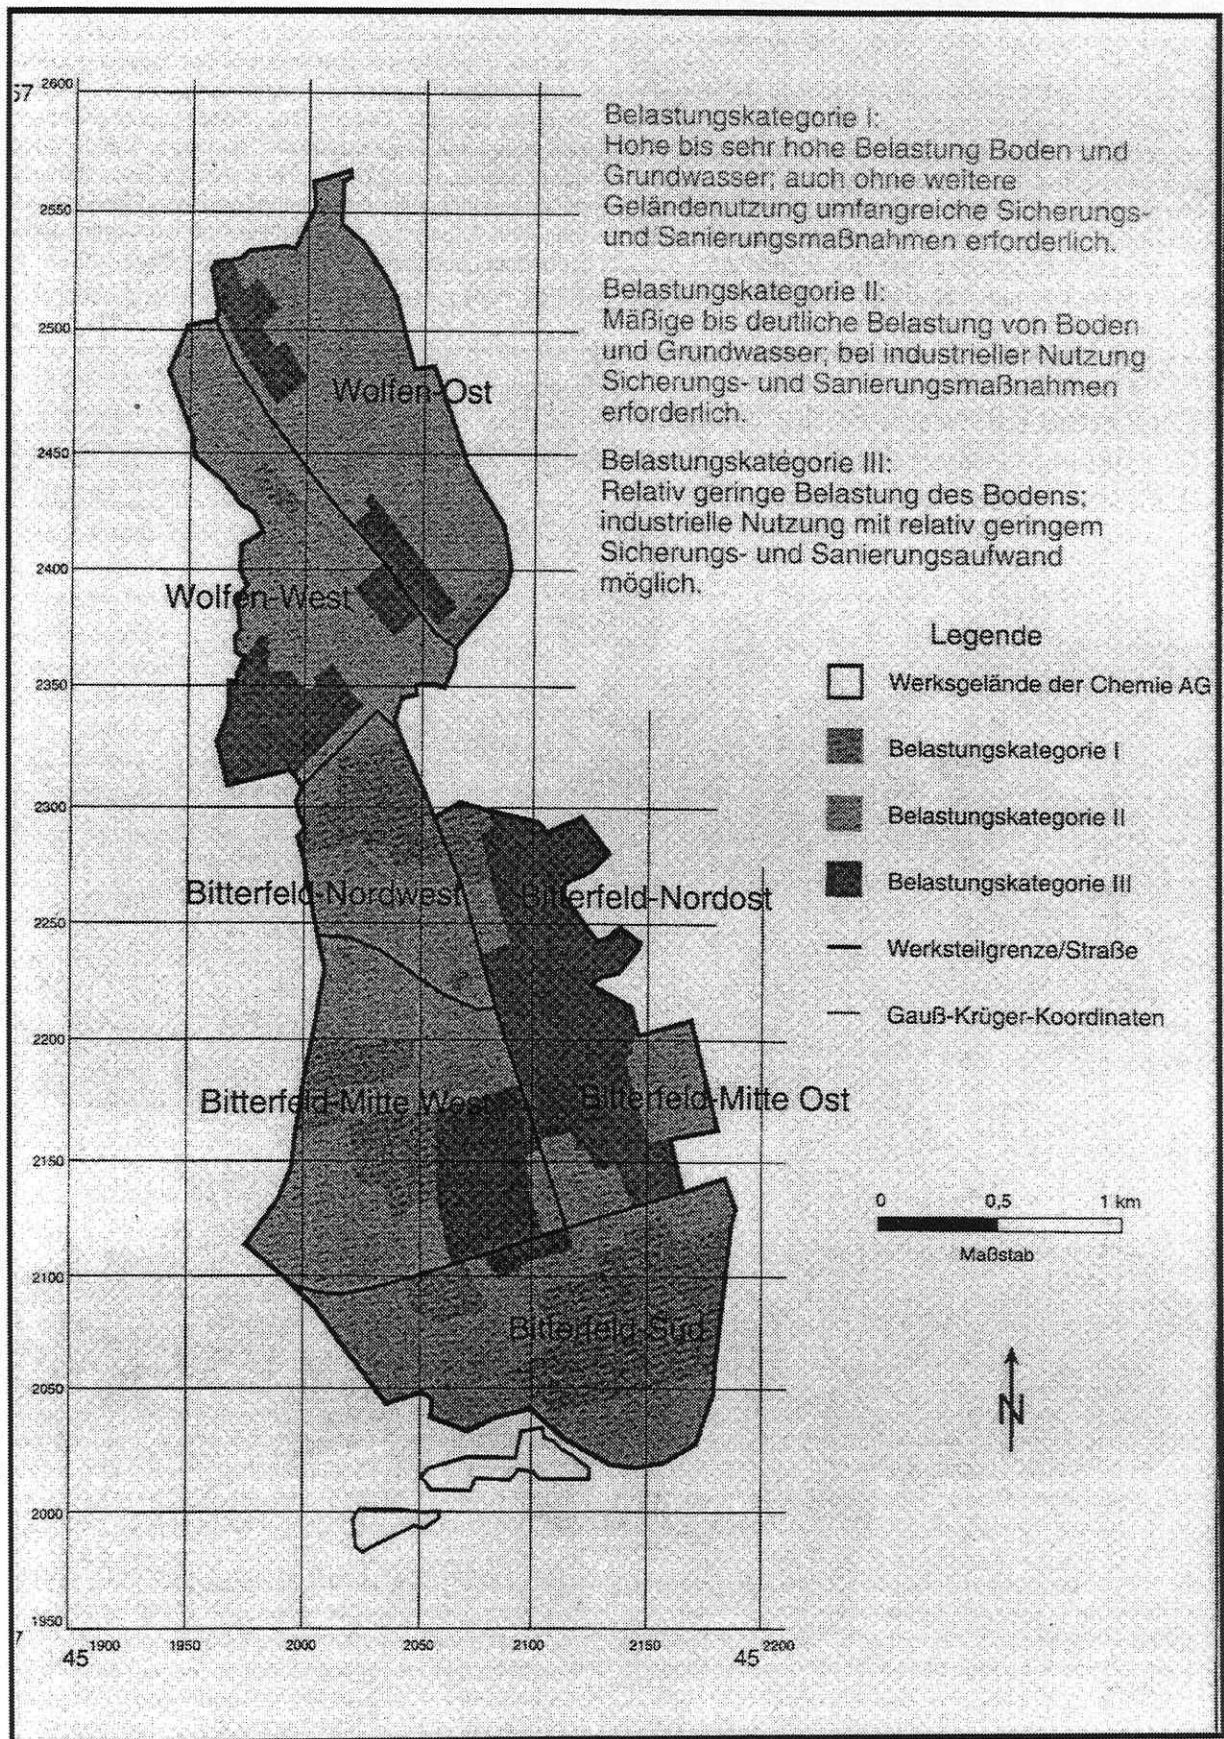 57 2600
Belastungskategorie I:
Hohe bis sehr hohe Belastung Boden und
Grundwasser; auch ohne weitere
Geländenutzung umfangreiche Sicherungs-
und Sanierungsmaßnahmen erforderlich.
2550
Belastungskategorie II:
Mäßige bis deutliche Belastung von Boden
und Grundwasser; bei industrieller Nutzung
Sicherungs- und Sanierungsmaßnahmen
erforderlich.
2500
Wolfen-Ost
2450
Belastungskategorie III:
Relativ geringe Belastung des Bodens;
industrielle Nutzung mit relativ geringem
Sicherungs- und Sanierungsaufwand
möglich.
2400
Wolfen-West
Legende
2350
Werksgelände der Chemie AG
Belastungskategorie I
2300
Belastungskategorie II
Belastungskategorie III
Bitterfeld-Nordwest
Bitterfeld-Nordost
2250
Werksteilgrenze/Straße
Gauß-Krüger-Koordinaten
2200
Bitterfeld-Mitte West
Bitterfeld-Mitte Ost
2150
0 0,5 1 km
Maßstab
2100
Bitterfeld-Süd
2050
N
2000
1950
7
45 1900 1950 2000 2050 2100 2150 45 2200